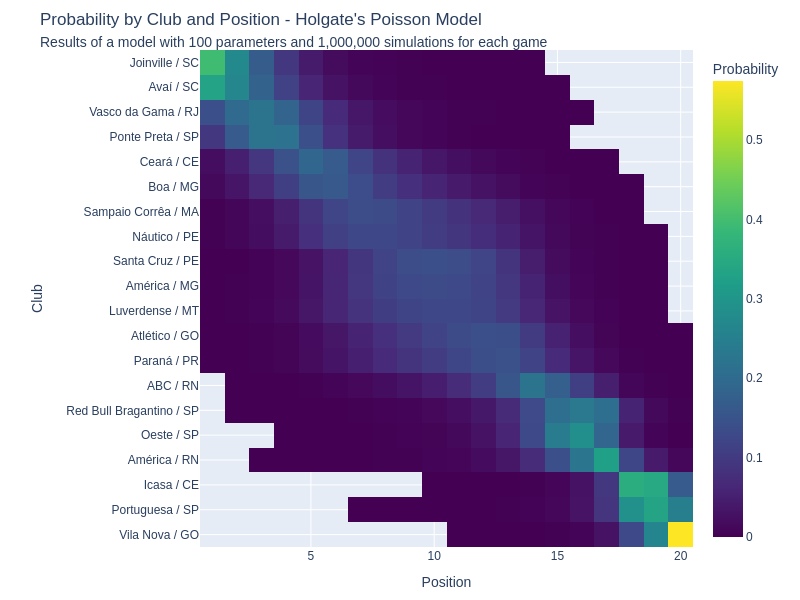 Probability by Club and Position - Holgate's Poisson Model
Results of a model with 100 parameters and 1,000,000 simulations for each game
Probability
Joinville / SC
Avaí / SC
Vasco da Gama / RJ
Ponte Preta / SP
Ceará / CE
Boa / MG
Sampaio Corrêa / MA
Náutico / PE
Santa Cruz / PE
América / MG
Luverdense / MT
Atlético / GO
Paraná / PR
ABC / RN
Red Bull Bragantino / SP
Oeste / SP
América / RN
Icasa / CE
Portuguesa / SP
Vila Nova / GO
Club
5
10
15
20
Position
0.5
0.4
0.3
0.2
0.1
0